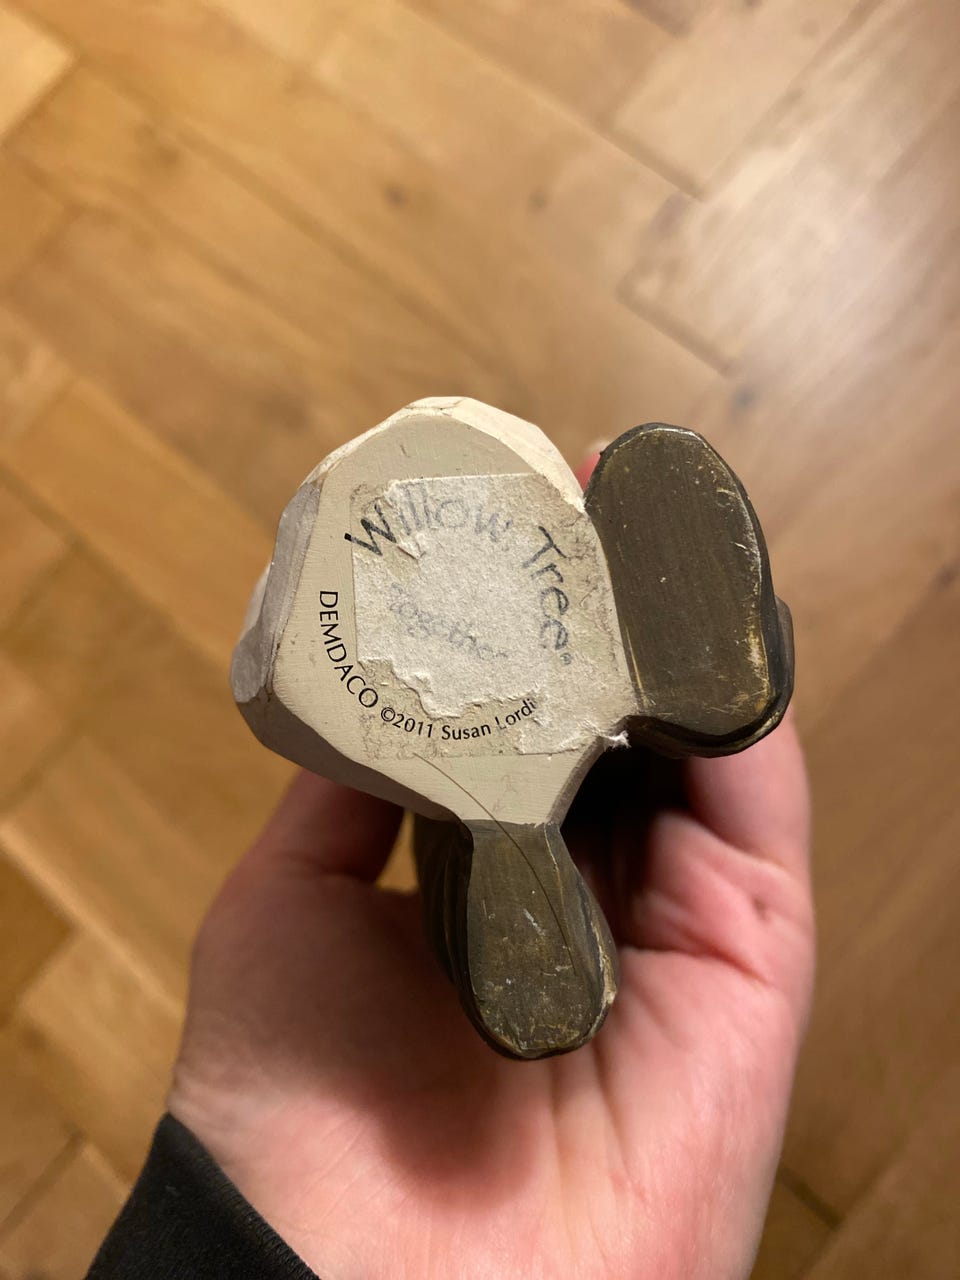 Willow Tree®
Together
DEMDACO ©2011 Susan Lordi